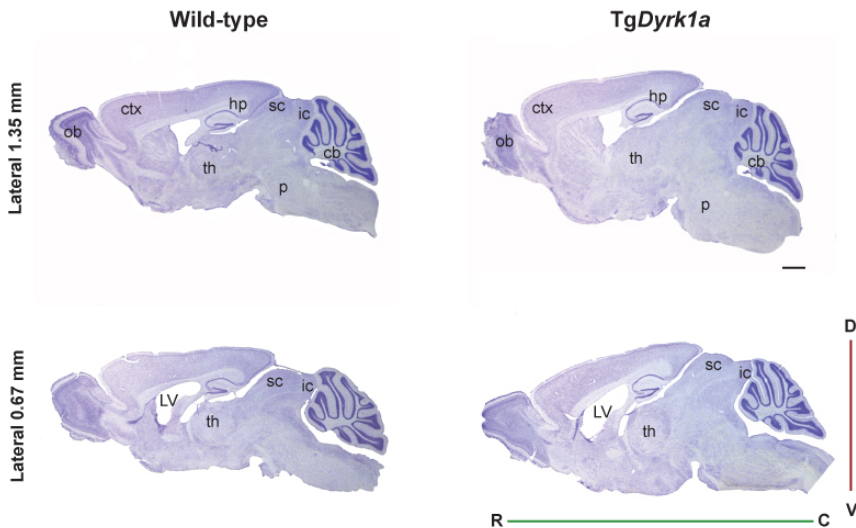 Wild-type
TgDyrk1a
Lateral 1.35 mm
ob
ctx
hp
sc
ic
cb
th
p
ob
ctx
hp
sc
ic
cb
th
p
Lateral 0.67 mm
LV
sc
ic
th
LV
sc
ic
th
D
V
R
C